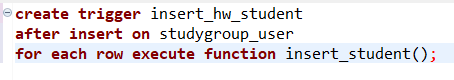 create trigger insert_hw_student
after insert on studygroup_user
for each row execute function insert_student();